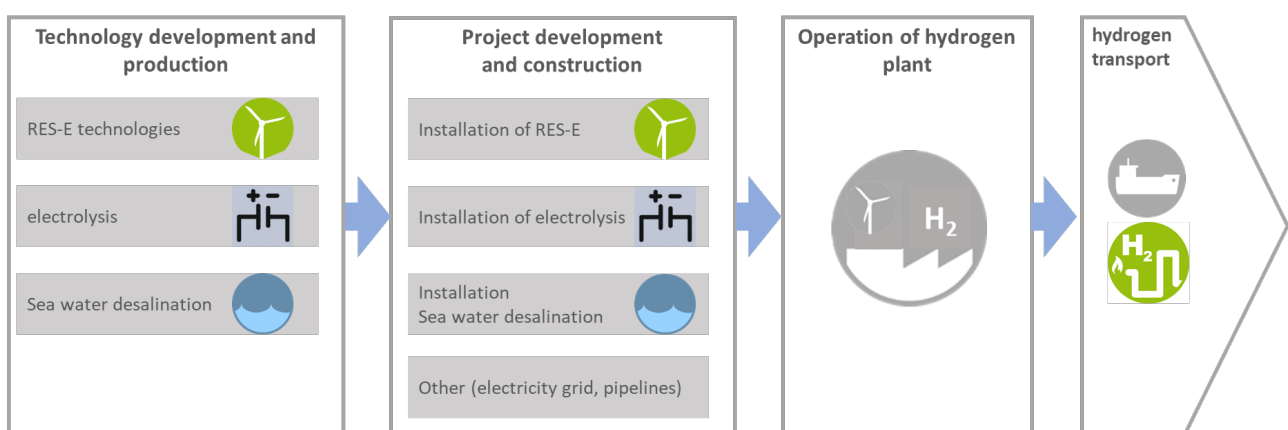 Technology development and
production
RES-E technologies
electrolysis
Sea water desalination
Project development
and construction
Installation of RES-E
Installation of electrolysis
Installation
Sea water desalination
Other (electricity grid, pipelines)
Operation of hydrogen
plant
H₂
hydrogen
transport
H₂